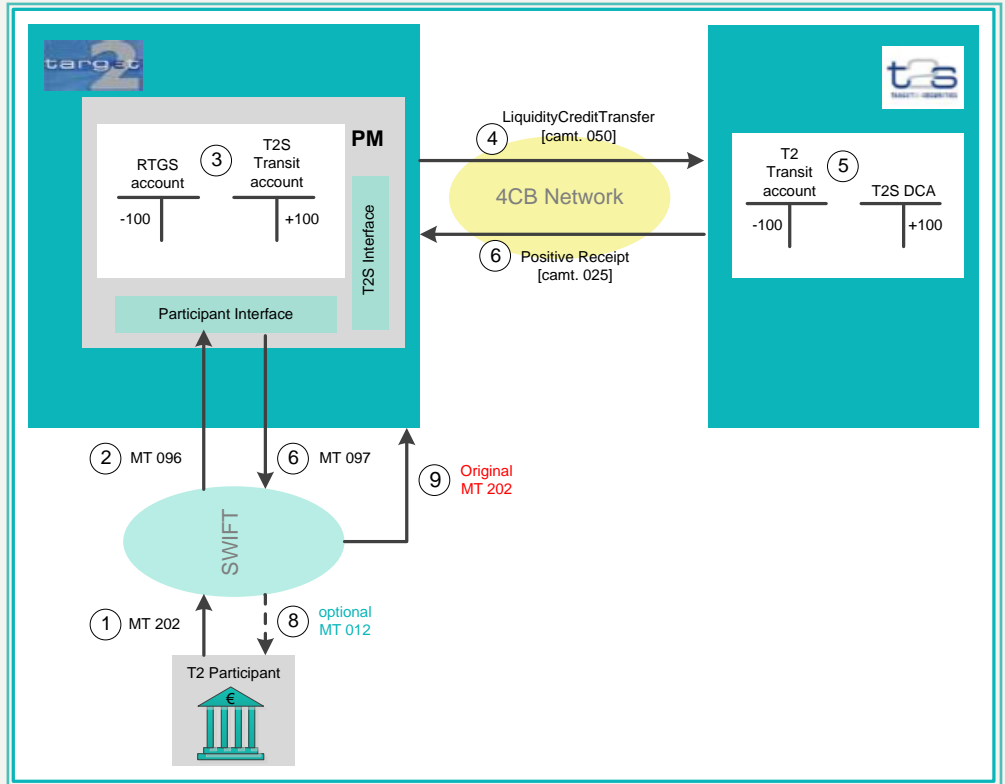 target
2
t2s
PM
RTGS
account
3
T2S
Transit
account
-100
+100
T2S Interface
Participant Interface
4
LiquidityCreditTransfer
[camt. 050]
4CB Network
6
Positive Receipt
[camt. 025]
T2
Transit
account
5
T2S DCA
-100
+100
2
MT 096
6
MT 097
9
Original
MT 202
SWIFT
1
MT 202
8
optional
MT 012
T2 Participant
€